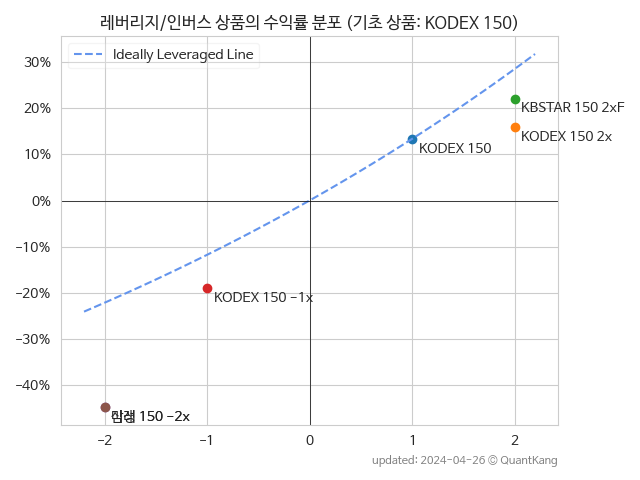 레버리지/인버스 상품의 수익률 분포 (기초 상품: KODEX 150)
Ideally Leveraged Line
30%
20%
10%
0%
−10%
−20%
−30%
−40%
KBSTAR 150 2xF
KODEX 150 2x
KODEX 150
KODEX 150 −1x
150 −2x
−2
−1
0
1
2
updated: 2024-04-26 © QuantKang